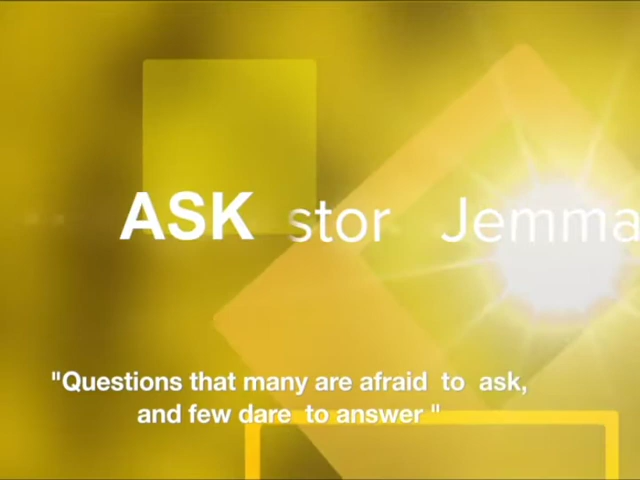 ASK stor Jemma
"Questions that many are afraid to ask,
and few dare to answer "